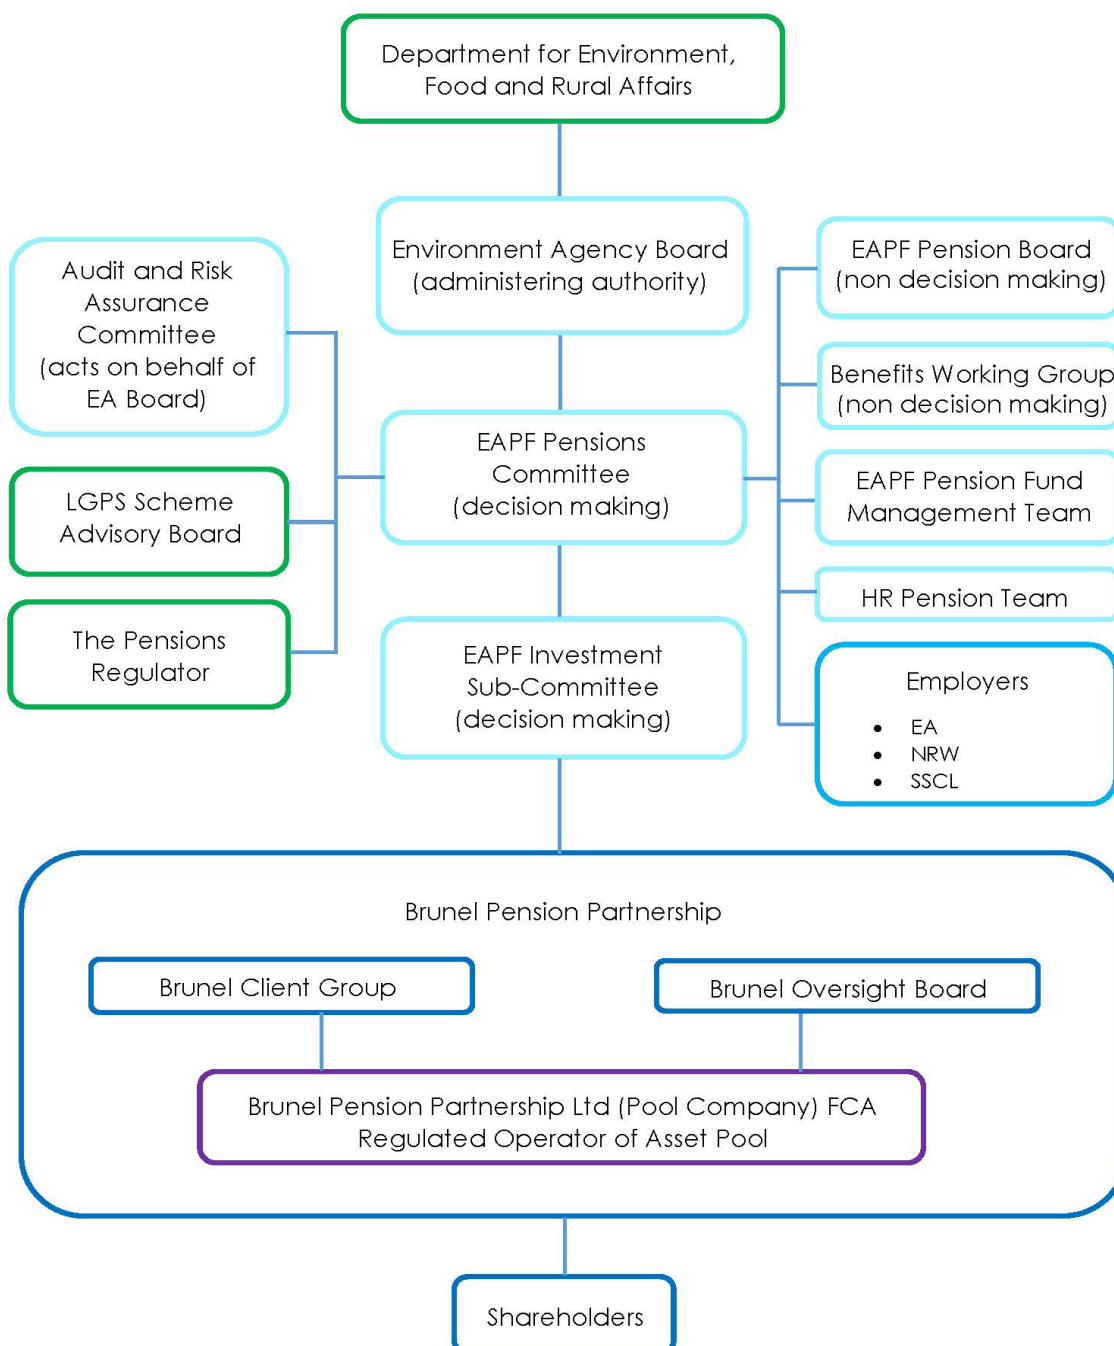 Department for Environment,
Food and Rural Affairs
Environment Agency Board
(administering authority)
Audit and Risk
Assurance
Committee
(acts on behalf of
EA Board)
EAPF Pension Board
(non decision making)
Benefits Working Group
(non decision making)
EAPF Pensions
Committee
(decision making)
LGPS Scheme
Advisory Board
EAPF Pension Fund
Management Team
HR Pension Team
The Pensions
Regulator
EAPF Investment
Sub-Committee
(decision making)
Employers
• EA
• NRW
• SSCL
Brunel Pension Partnership
Brunel Client Group
Brunel Oversight Board
Brunel Pension Partnership Ltd (Pool Company) FCA
Regulated Operator of Asset Pool
Shareholders